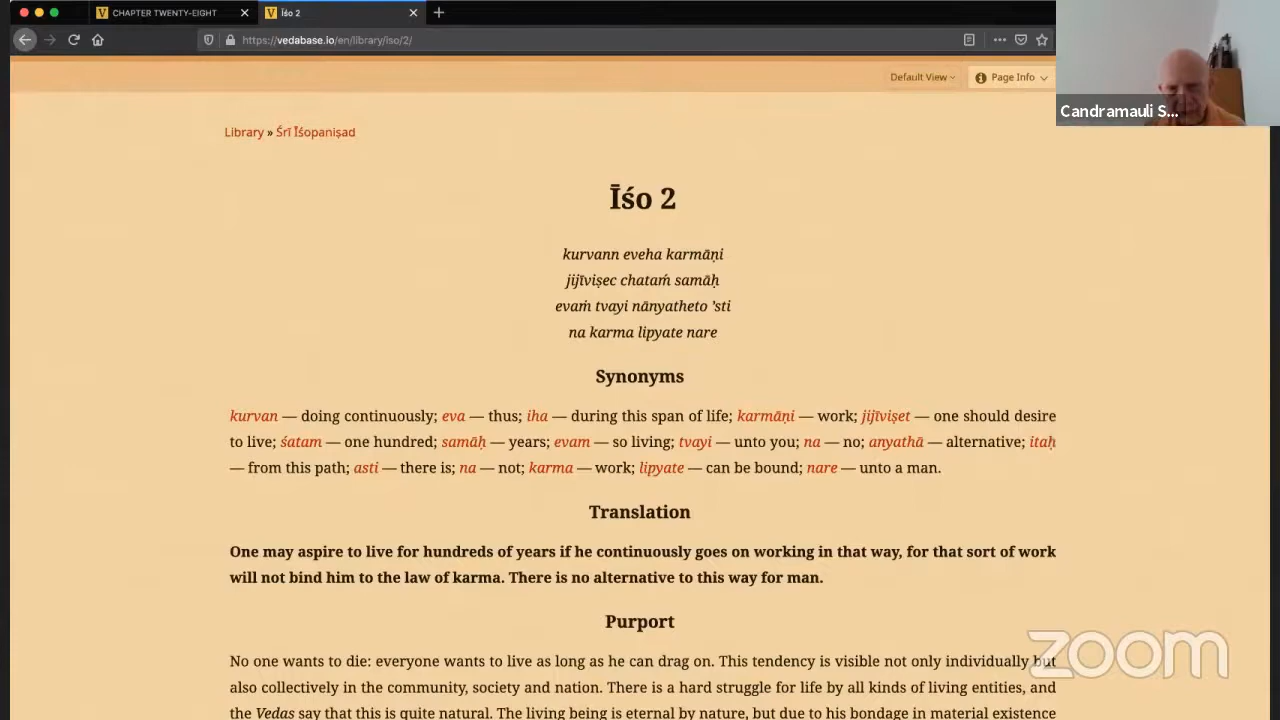 CHAPTER TWENTY-EIGHT
Īśo 2
https://vedabase.io/en/library/iso/2/
Default View
Page Info
Candramauli S...
Library » Śrī Īśopaniṣad
Īśo 2
kurvann eveha karmāṇi
jijīviṣec chataṁ samāḥ
evaṁ tvayi nānyatheto ’sti
na karma lipyate nare
Synonyms
kurvan — doing continuously; eva — thus; iha — during this span of life; karmāṇi — work; jijīviṣet — one should desire
to live; śatam — one hundred; samāḥ — years; evam — so living; tvayi — unto you; na — no; anyathā — alternative; itaḥ
— from this path; asti — there is; na — not; karma — work; lipyate — can be bound; nare — unto a man.
Translation
One may aspire to live for hundreds of years if he continuously goes on working in that way, for that sort of work
will not bind him to the law of karma. There is no alternative to this way for man.
Purport
No one wants to die: everyone wants to live as long as he can drag on. This tendency is visible not only individually but
also collectively in the community, society and nation. There is a hard struggle for life by all kinds of living entities, and
the Vedas say that this is quite natural. The living being is eternal by nature, but due to his bondage in material existence
zoom